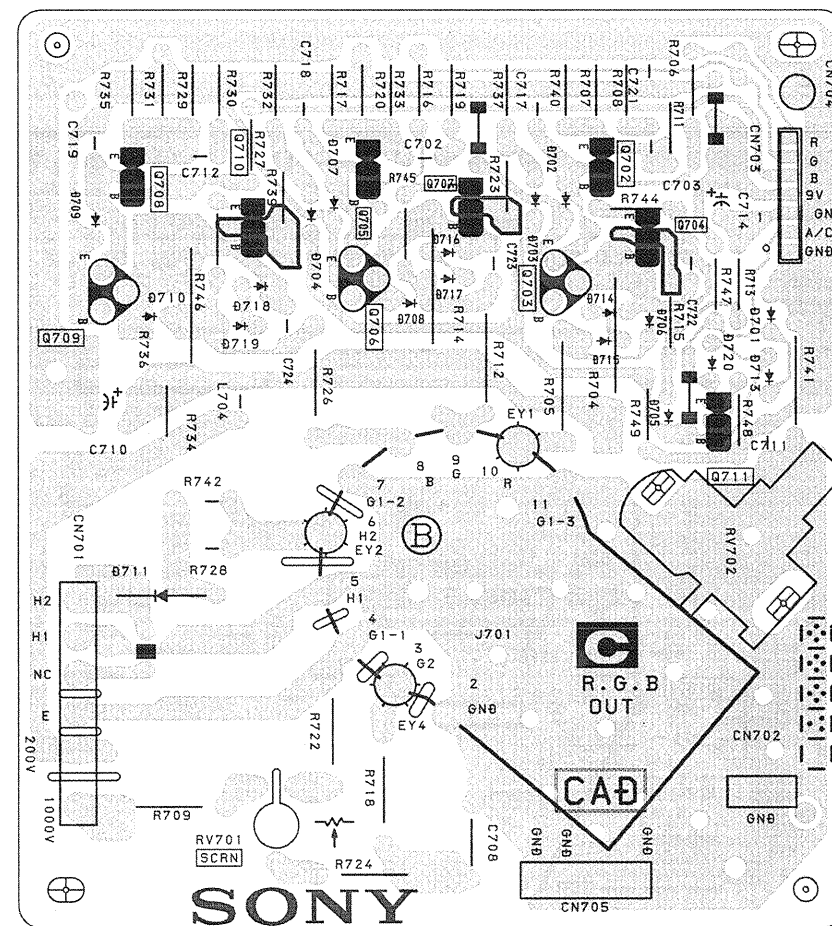 R735
R731
R729
R730
R732
C718
R717
R720
R733
R716
R719
R737
C717
R740
R707
R708
C721
R706
R711
C719
E
Q708
B
C712
Q710
R727
R739
D707
E
B
R745
C702
Q707
E
B
R723
D702
E
Q702
B
R744
C703
CN703
C714
R
G
B
9V
GN
A/C
GND
D709
E
B
D704
Q705
D716
D717
C723
D703
Q703
E
B
Q704
E
B
Q709
D710
R746
D718
D719
R736
C724
E
B
Q706
D708
R714
R712
D714
D715
D706
R715
C722
R747
R713
D701
D720
D713
R741
C710
R734
L704
R726
R705
R704
R749
D705
E
B
R748
C711
Q711
EY1
8
B
9
G
10
R
7
G1-2
11
G1-3
6
H2
EY2
B
RV702
R742
R728
CN701
D711
H2
H1
NC
E
200V
1000V
5
H1
4
G1-1
3
G2
2
GND
J701
C
R.G.B
OUT
EY4
R722
R718
CN702
GND
CAD
R709
RV701
SCRN
R724
C708
GND
GND
GND
CN705
SONY